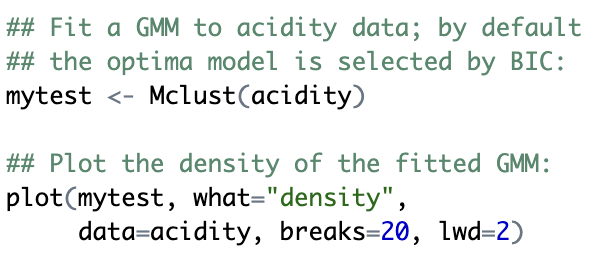 ## Fit a GMM to acidity data; by default
## the optima model is selected by BIC:
mytest <- Mclust(acidity)

## Plot the density of the fitted GMM:
plot(mytest, what="density",
     data=acidity, breaks=20, lwd=2)